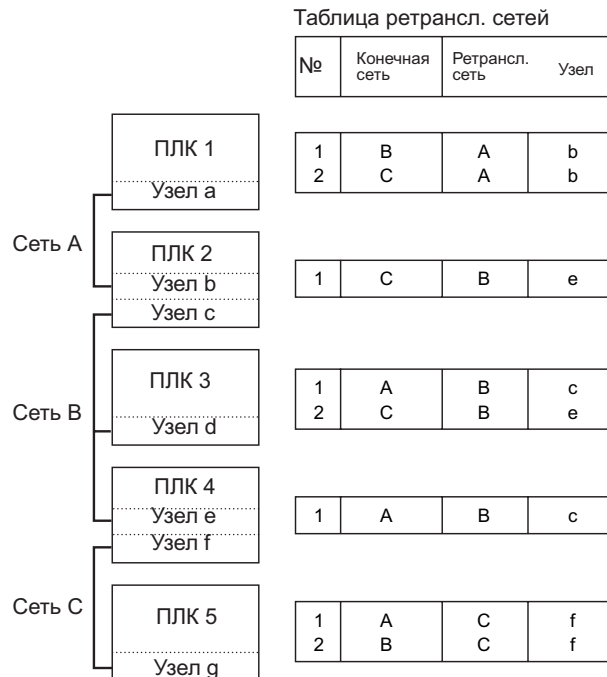 Таблица ретрансл. сетей
№ Конечная сеть Ретрансл. сеть Узел
ПЛК 1
Узел a
1 B A b
2 C A b
Сеть A
ПЛК 2
Узел b
Узел c
1 C B e
ПЛК 3
Сеть B
Узел d
1 A B c
2 C B e
ПЛК 4
Узел e
Узел f
1 A B c
Сеть C
ПЛК 5
Узел g
1 A C f
2 B C f